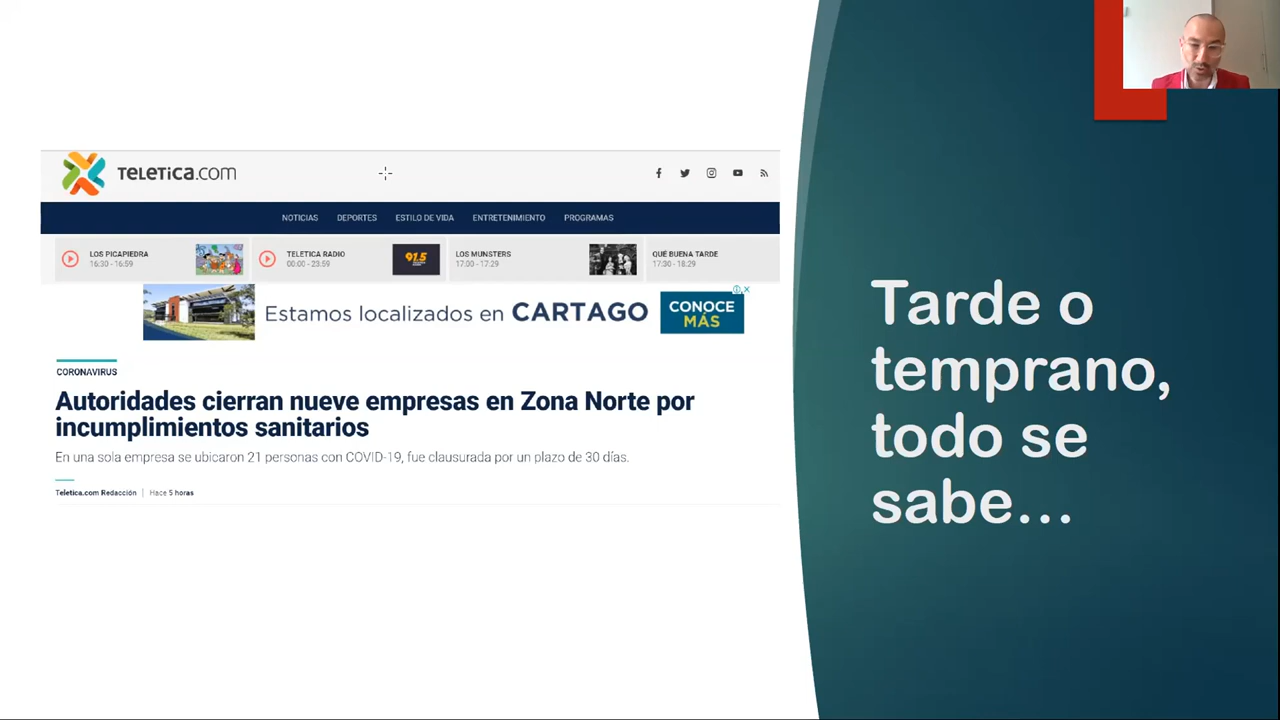 TELETICA.COM
NOTICIAS DEPORTES ESTILO DE VIDA ENTRETENIMIENTO PROGRAMAS
LOS PICAPIEDRA
16:30 - 16:59
TELETICA RADIO
00:00 - 23:59
91.5
LOS MUNSTERS
17:00 - 17:29
QUÉ BUENA TARDE
17:30 - 18:29
Estamos localizados en CARTAGO
CONOCE
MÁS
CORONAVIRUS
Autoridades cierran nueve empresas en Zona Norte por
incumplimientos sanitarios
En una sola empresa se ubicaron 21 personas con COVID-19, fue clausurada por un plazo de 30 días.
Teletica.com Redacción | Hace 5 horas
Tarde o
temprano,
todo se
sabe...